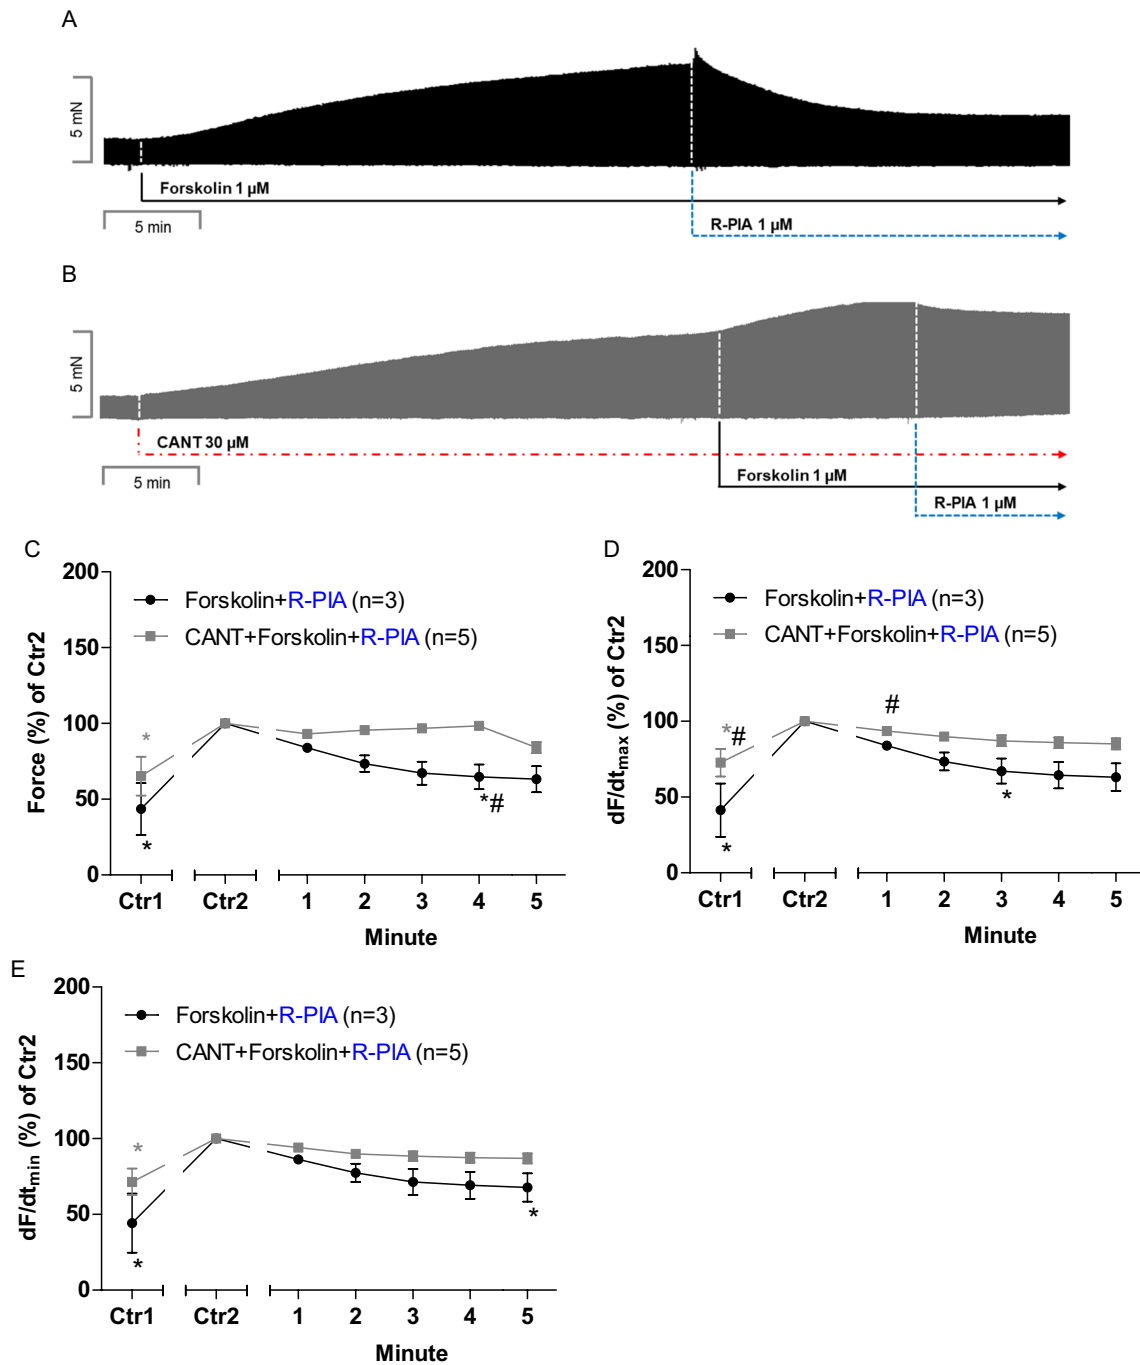 A
5 mN
Forskolin 1 µM
5 min
R-PIA 1 µM
B
5 mN
CANT 30 µM
5 min
Forskolin 1 µM
R-PIA 1 µM
C
Force (%) of Ctr2
200
150
100
50
0
Forskolin+R-PIA (n=3)
CANT+Forskolin+R-PIA (n=5)
*
*
*#
Ctr1 Ctr2 1 2 3 4 5
Minute
D
dF/dtmax (%) of Ctr2
200
150
100
50
0
Forskolin+R-PIA (n=3)
CANT+Forskolin+R-PIA (n=5)
#
*#
*
*
Ctr1 Ctr2 1 2 3 4 5
Minute
E
dF/dtmin (%) of Ctr2
200
150
100
50
0
Forskolin+R-PIA (n=3)
CANT+Forskolin+R-PIA (n=5)
*
*
*
Ctr1 Ctr2 1 2 3 4 5
Minute